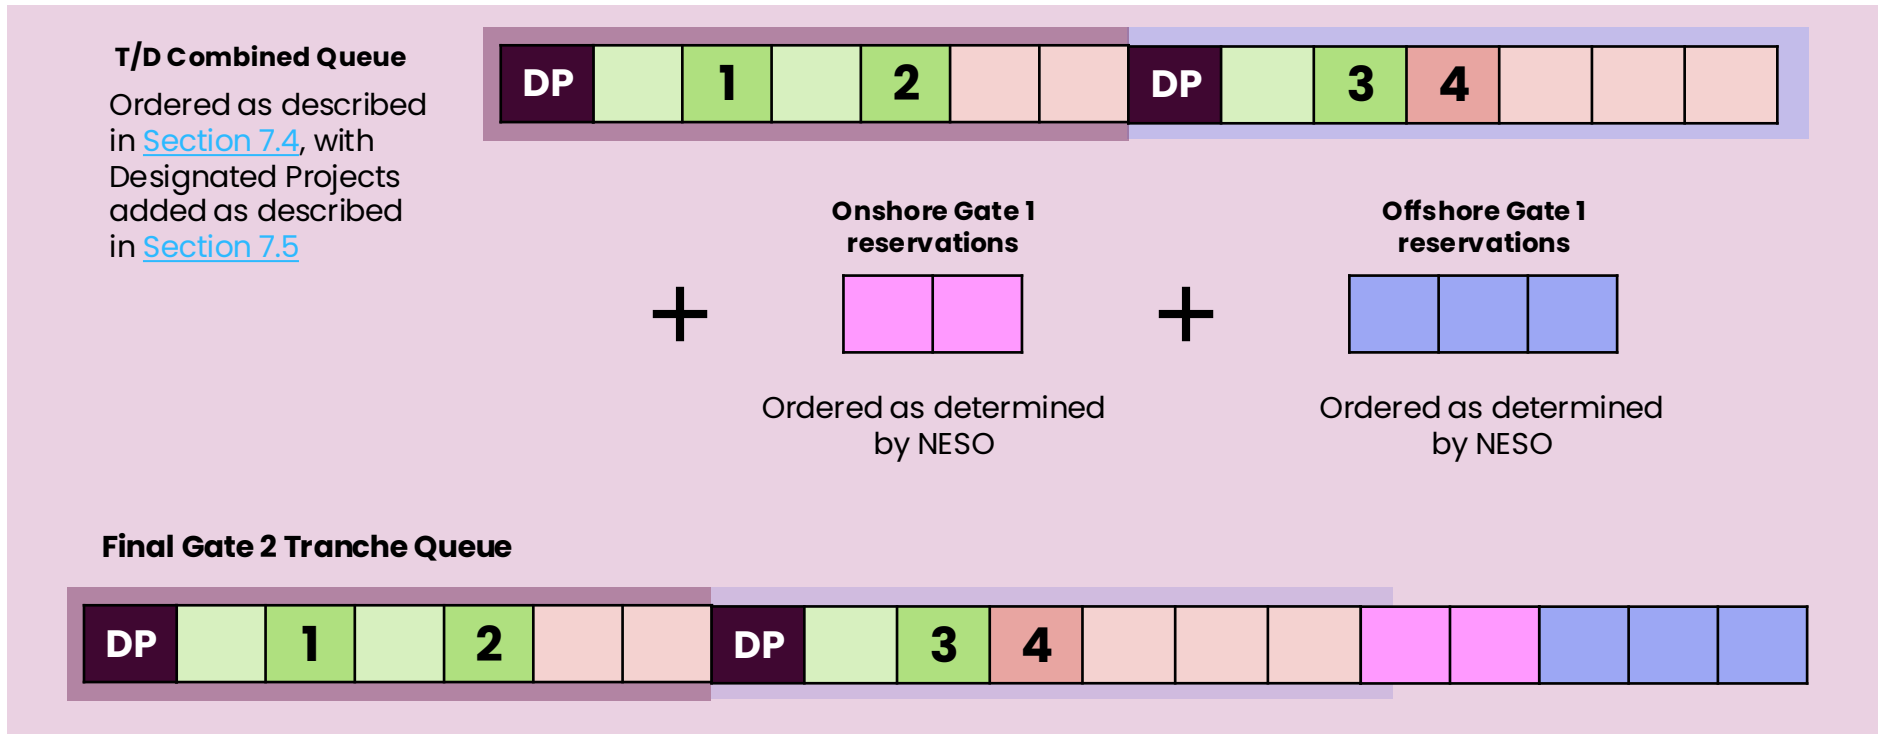 T/D Combined Queue
Ordered as described
in Section 7.4, with
Designated Projects
added as described
in Section 7.5
DP 1 2 DP 3 4
Onshore Gate 1
reservations
Offshore Gate 1
reservations
+ +
Ordered as determined
by NESO
Ordered as determined
by NESO
Final Gate 2 Tranche Queue
DP 1 2 DP 3 4